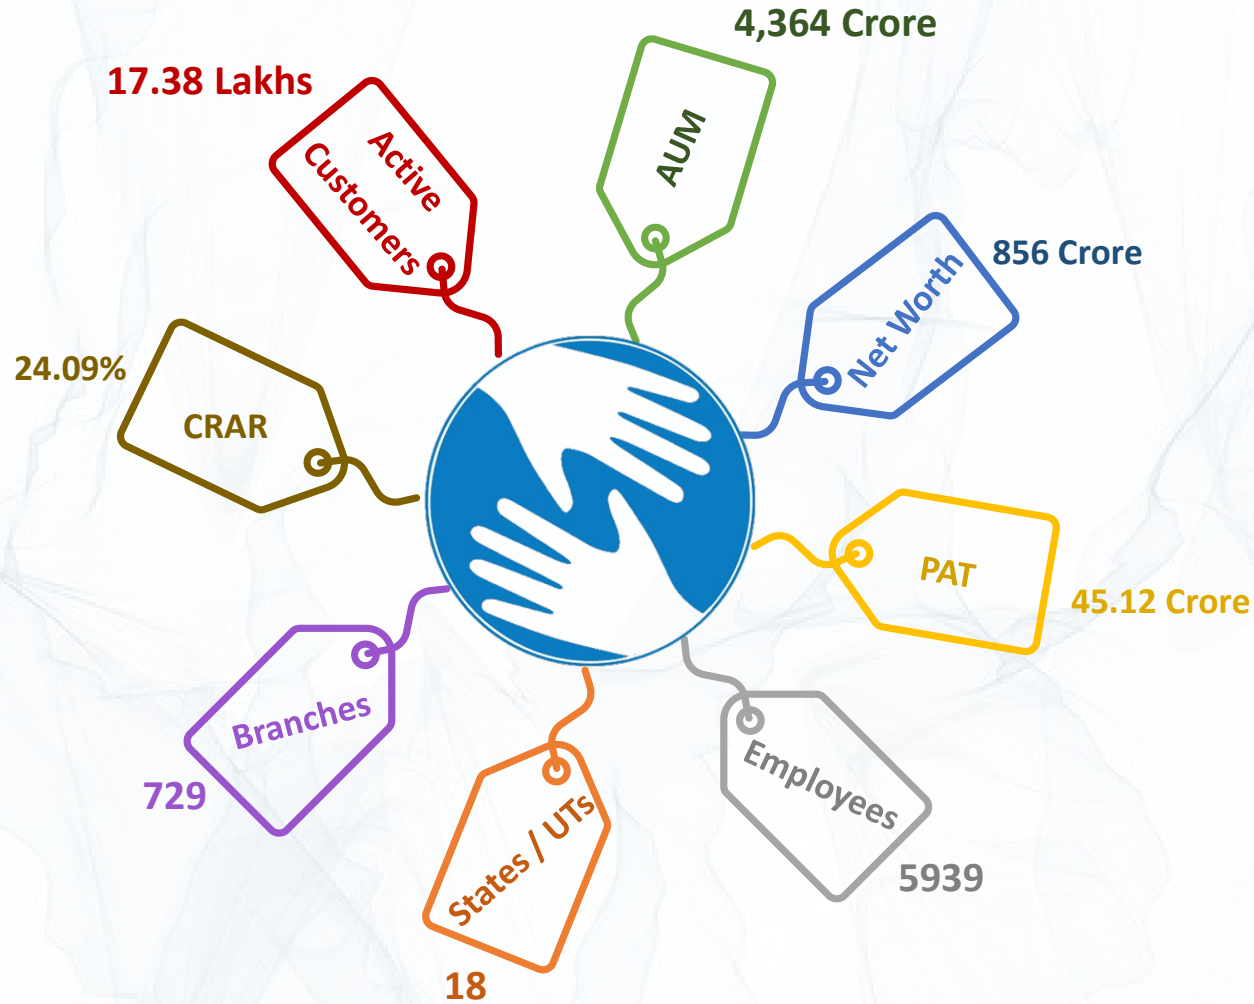 4,364 Crore
AUM
17.38 Lakhs
Active
Customers
856 Crore
Net Worth
24.09%
CRAR
PAT
45.12 Crore
Branches
729
Employees
5939
States / UTs
18